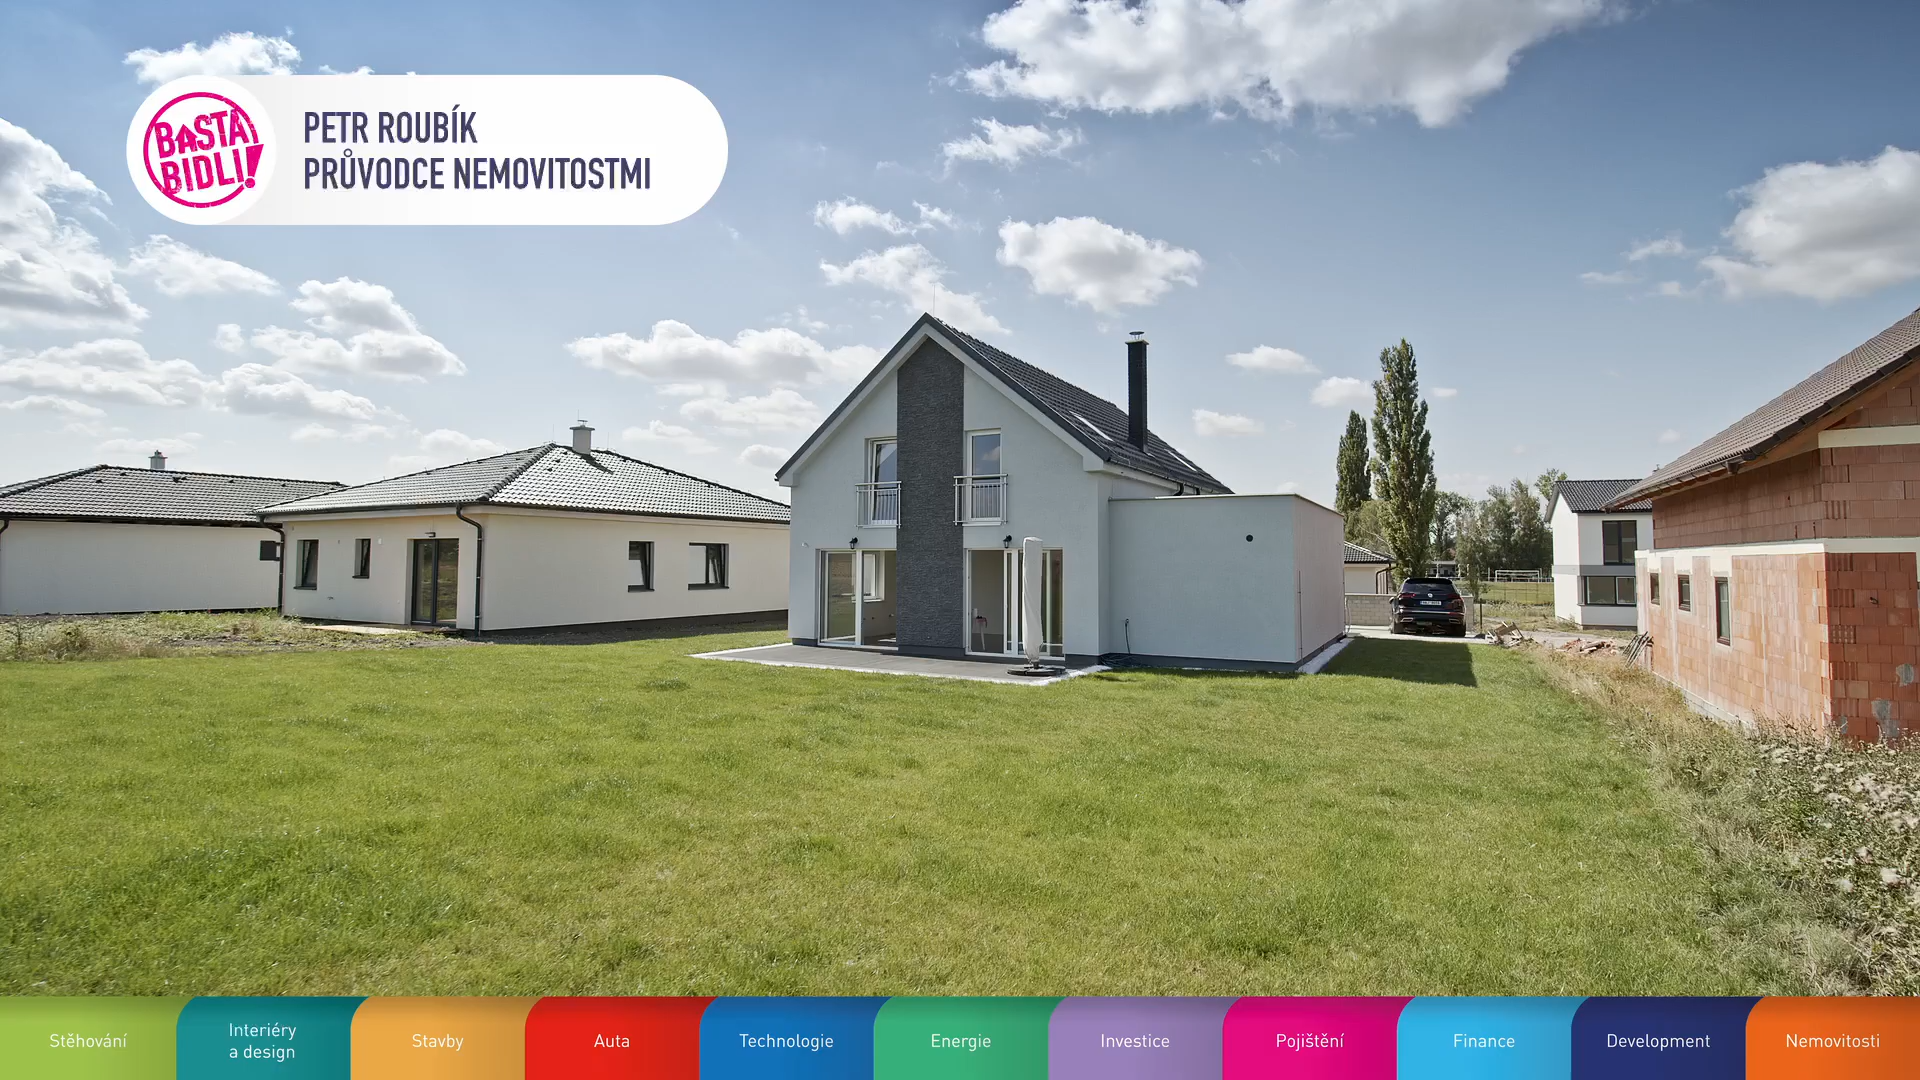 BASTA
BIDLI!
PETR ROUBÍK
PRŮVODCE NEMOVITOSTMI
Stěhování
Interiéry
a design
Stavby
Auta
Technologie
Energie
Investice
Pojištění
Finance
Development
Nemovitosti